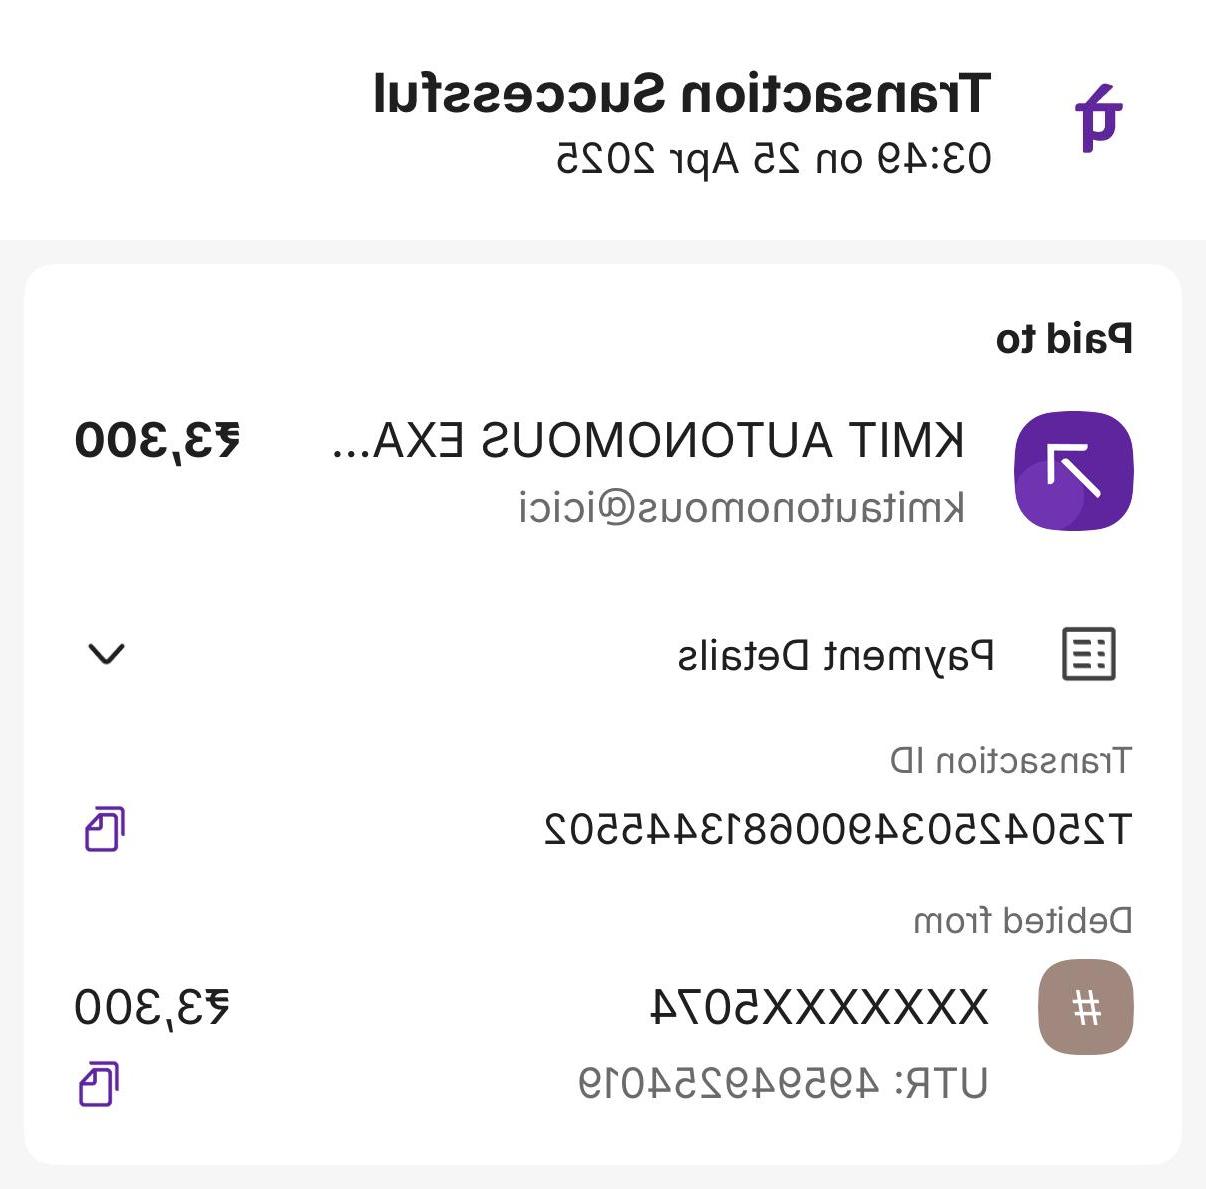 पे
Transaction Successful
03:49 on 25 Apr 2025
Paid to
KMIT AUTONOMOUS EXA... ₹3,300
kmitautonomous@icici
Payment Details
Transaction ID
T2504250349006813445502
Debited from
# XXXXXXX5074 ₹3,300
UTR: 495949254019